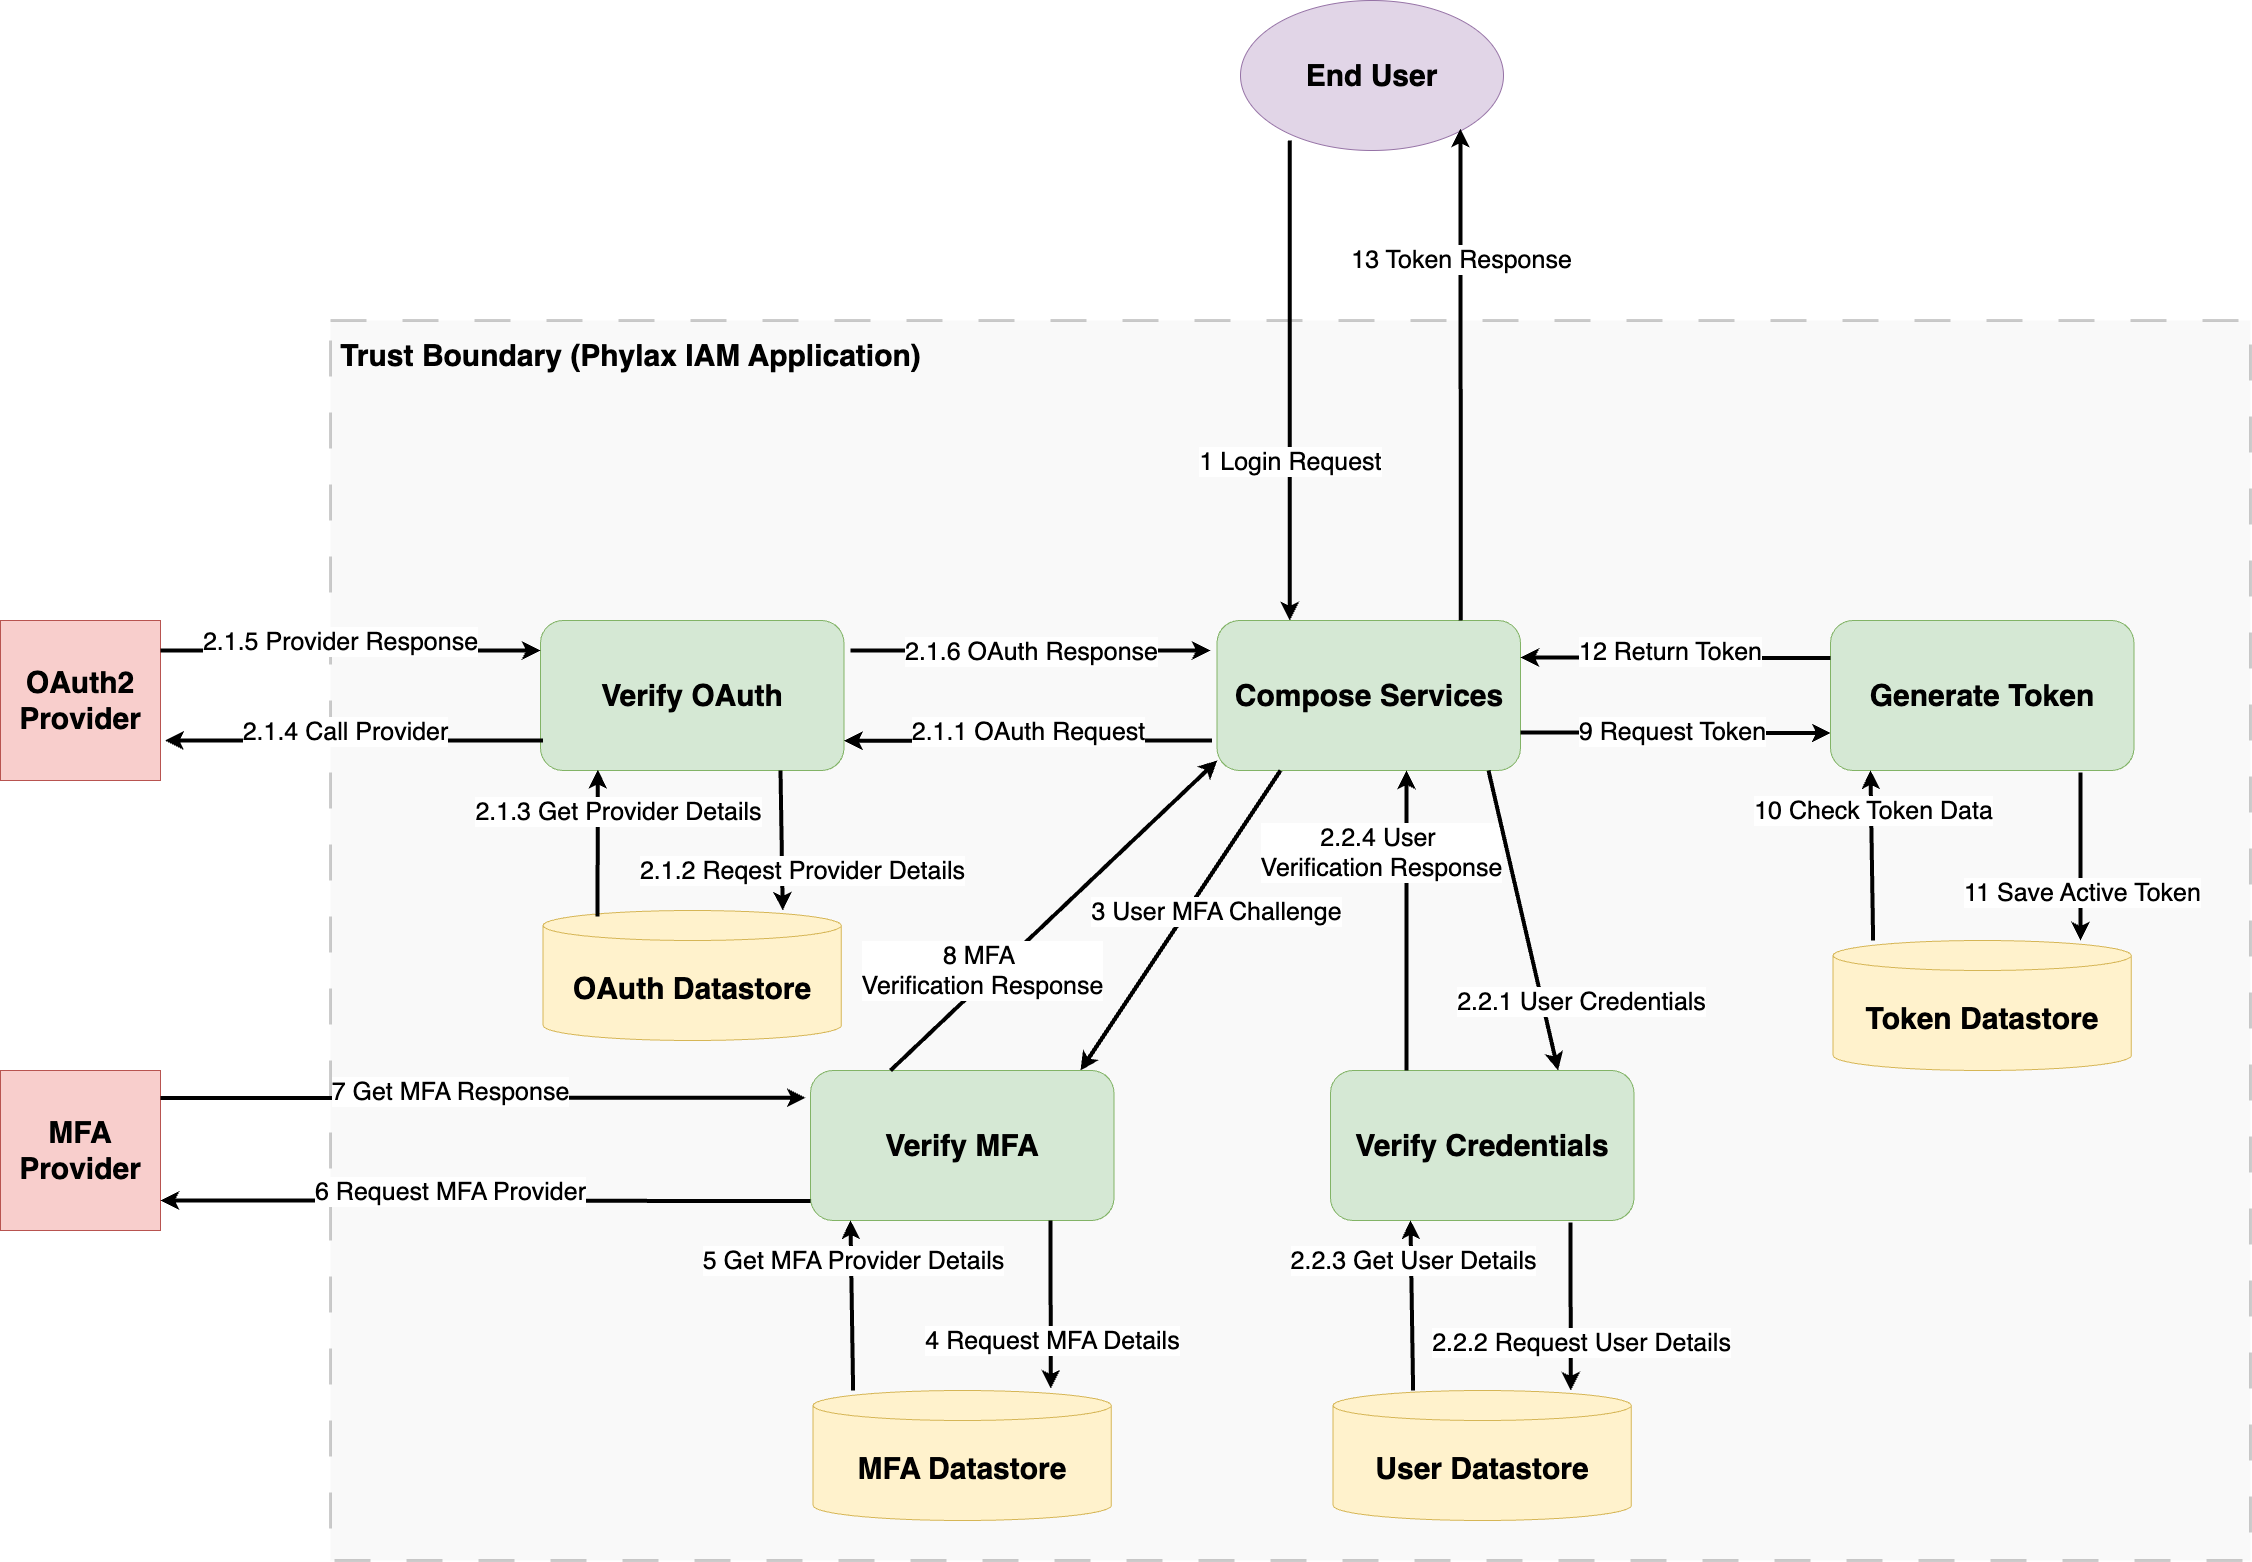 End User
13 Token Response
Trust Boundary (Phylax IAM Application)
1 Login Request
2.1.5 Provider Response
2.1.6 OAuth Response
12 Return Token
OAuth2
Provider
Verify OAuth
Compose Services
Generate Token
2.1.4 Call Provider
2.1.1 OAuth Request
9 Request Token
2.1.3 Get Provider Details
10 Check Token Data
2.2.4 User
Verification Response
2.1.2 Reqest Provider Details
11 Save Active Token
3 User MFA Challenge
8 MFA
Verification Response
OAuth Datastore
2.2.1 User Credentials
Token Datastore
7 Get MFA Response
MFA
Provider
Verify MFA
Verify Credentials
6 Request MFA Provider
5 Get MFA Provider Details
2.2.3 Get User Details
4 Request MFA Details
2.2.2 Request User Details
MFA Datastore
User Datastore